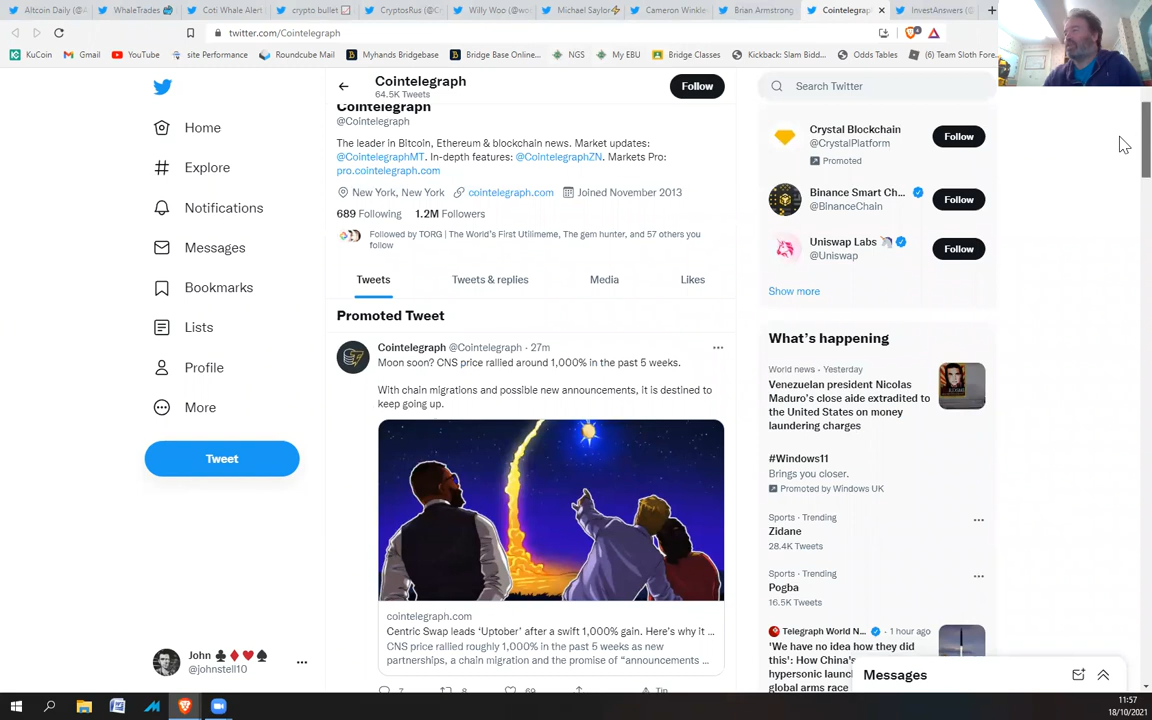 Altcoin Daily (@A
WhaleTrades
Coti Whale Alert
crypto bullet
CryptosRus (@Cr
Willy Woo (@wo
Michael Saylor
Cameron Winkle
Brian Armstrong
Cointelegraph
InvestAnswers (@
twitter.com/Cointelegraph
KuCoin
Gmail
YouTube
site Performance
Roundcube Mail
Myhands Bridgebase
Bridge Base Online...
NGS
My EBU
Bridge Classes
Kickback: Slam Bidd...
Odds Tables
(6) Team Sloth Fore...
Home
Explore
Notifications
Messages
Bookmarks
Lists
Profile
More
Tweet
John
@johnstell10
Cointelegraph
64.5K Tweets
Follow
Cointelegraph
@Cointelegraph
The leader in Bitcoin, Ethereum & blockchain news. Market updates:
@CointelegraphMT. In-depth features: @CointelegraphZN. Markets Pro:
pro.cointelegraph.com
New York, New York cointelegraph.com Joined November 2013
689 Following 1.2M Followers
Followed by TORG | The World's First Utilimeme, The gem hunter, and 57 others you
follow
Tweets Tweets & replies Media Likes
Promoted Tweet
Cointelegraph @Cointelegraph · 27m
Moon soon? CNS price rallied around 1,000% in the past 5 weeks.
With chain migrations and possible new announcements, it is destined to
keep going up.
cointelegraph.com
Centric Swap leads 'Uptober' after a swift 1,000% gain. Here's why it ...
CNS price rallied roughly 1,000% in the past 5 weeks as new
partnerships, a chain migration and the promise of "announcements ...
7 8 69 Tip
Search Twitter
Crystal Blockchain
@CrystalPlatform
Promoted
Follow
Binance Smart Ch...
@BinanceChain
Follow
Uniswap Labs
@Uniswap
Follow
Show more
What's happening
World news · Yesterday
Venezuelan president Nicolas
Maduro's close aide extradited to
the United States on money
laundering charges
#Windows11
Brings you closer.
Promoted by Windows UK
Sports · Trending
Zidane
28.4K Tweets
Sports · Trending
Pogba
16.5K Tweets
Telegraph World N... · 1 hour ago
'We have no idea how they did
this': How China's
hypersonic launch
global arms race
Messages
11:57
18/10/2021